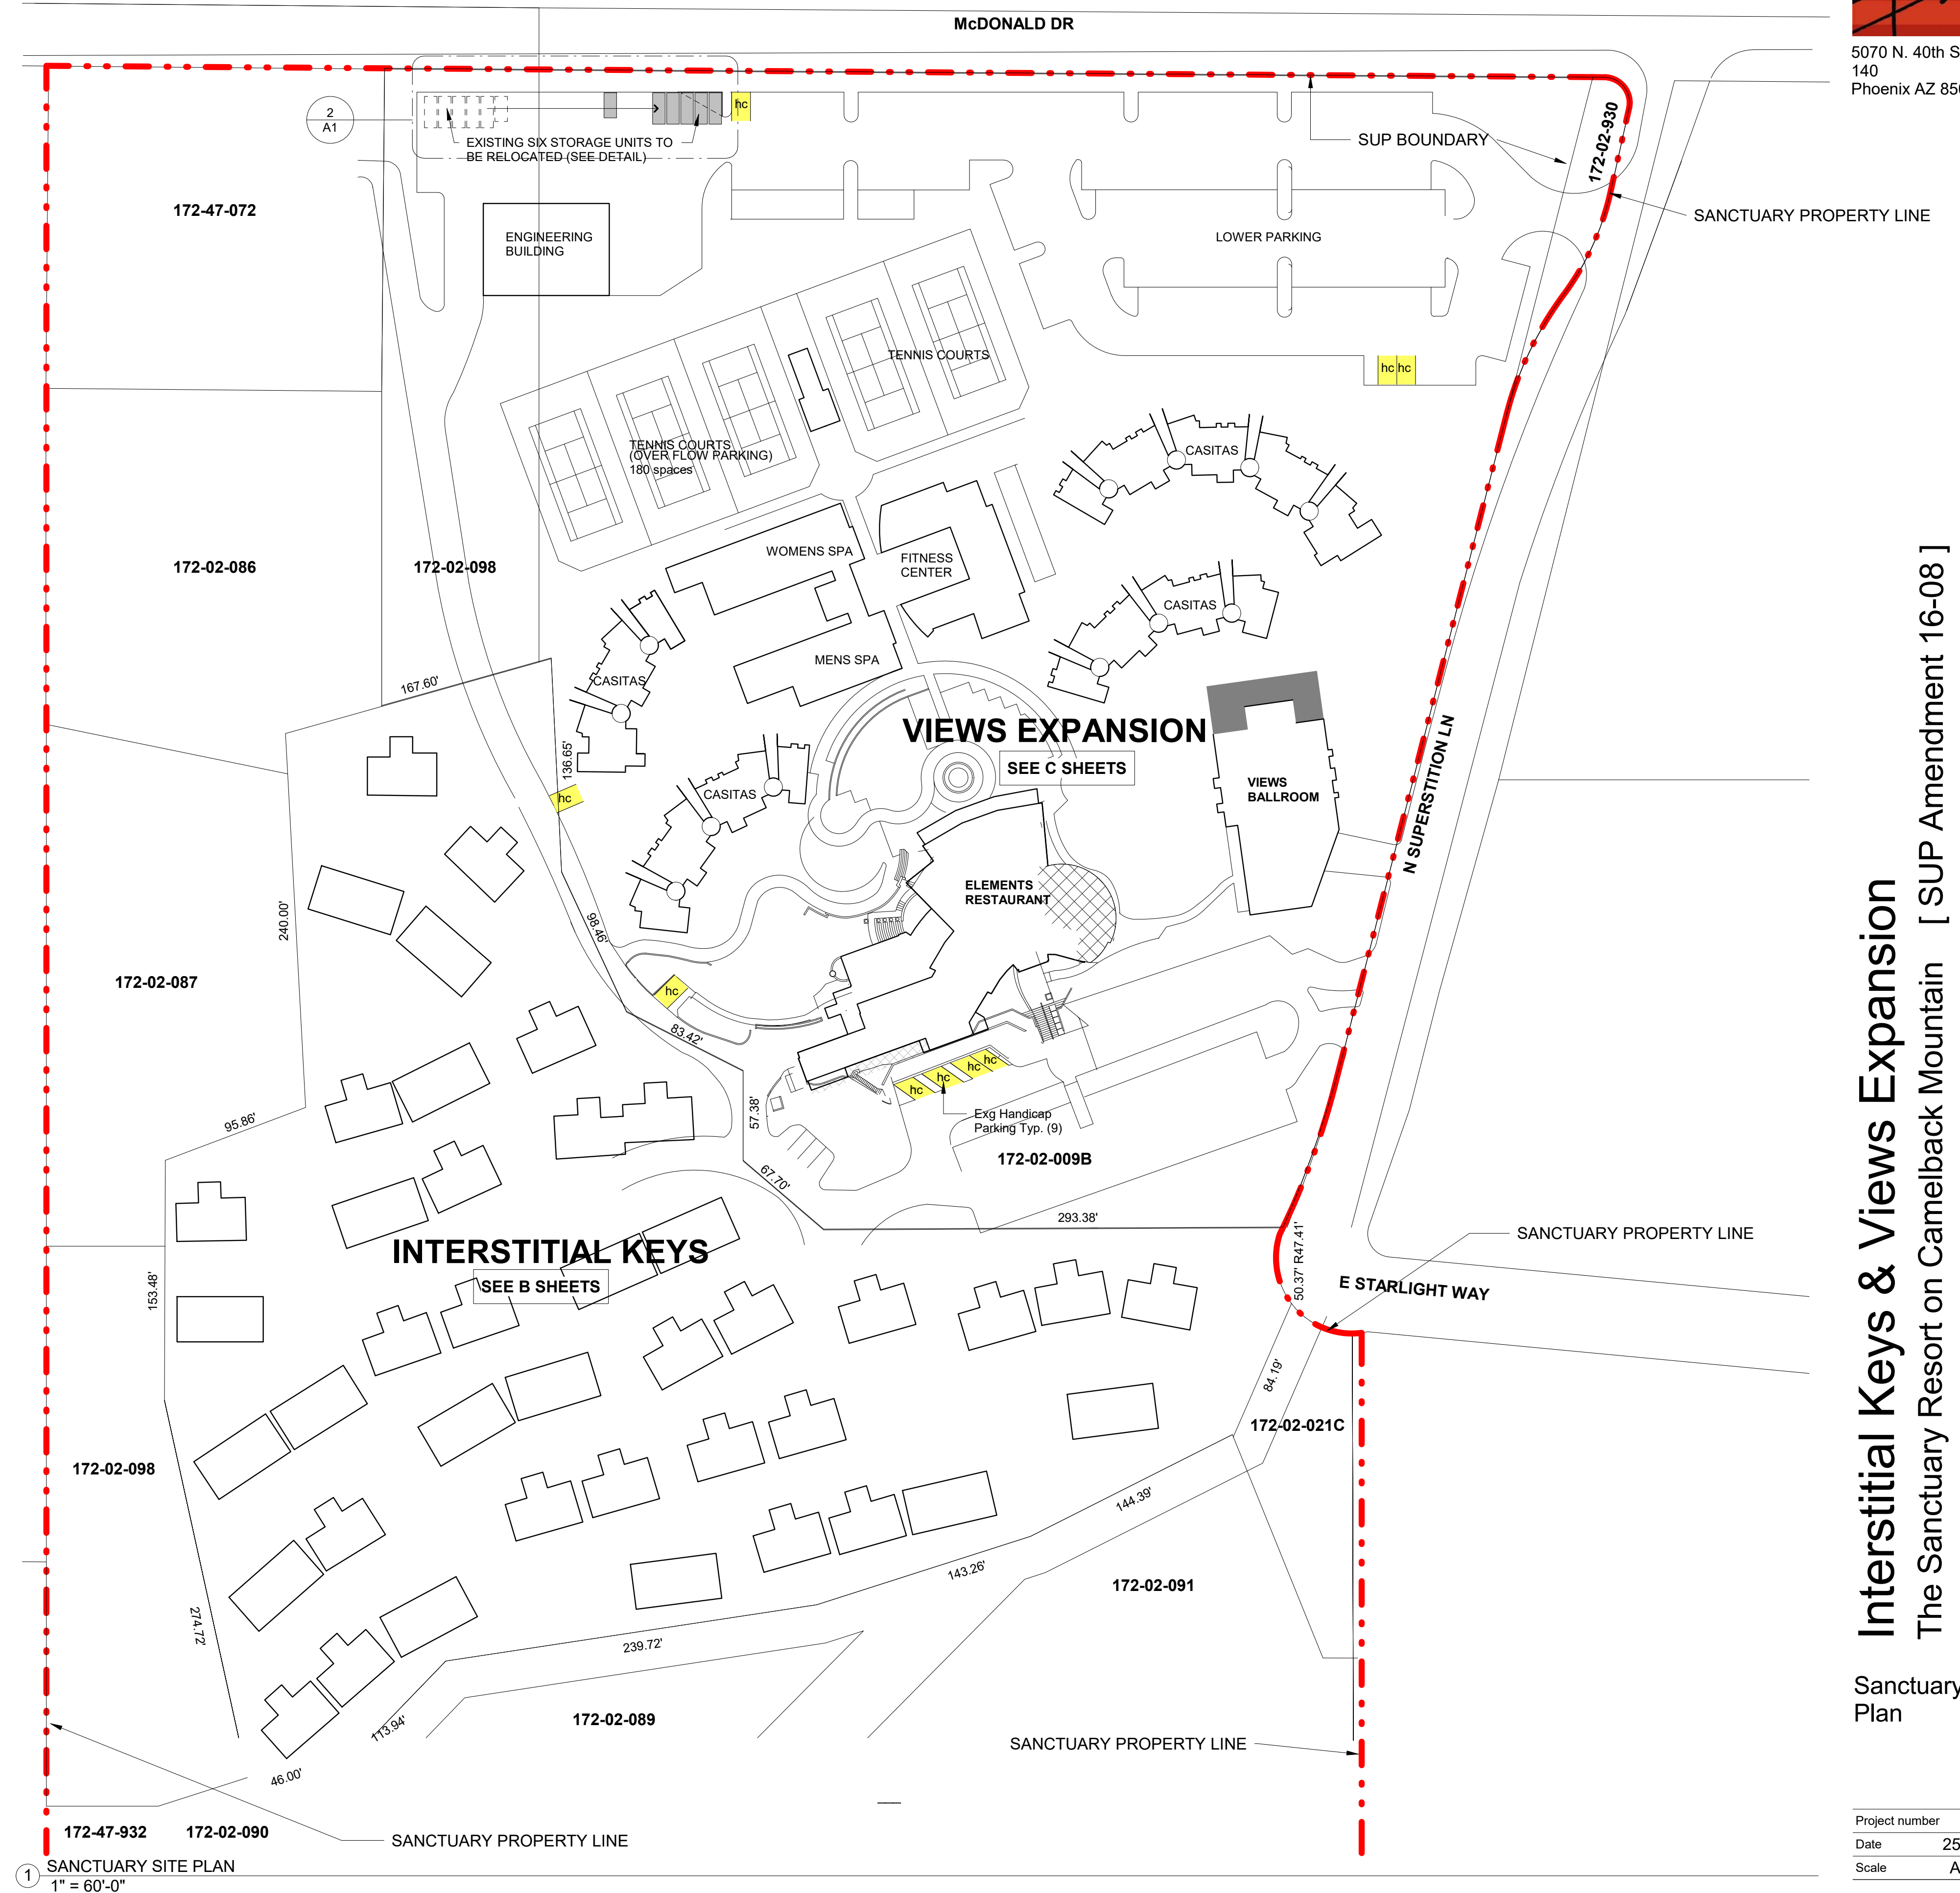 McDONALD DR
5070 N. 40th S
140
Phoenix AZ 850
2
A1
hc
EXISTING SIX STORAGE UNITS TO
BE RELOCATED (SEE DETAIL)
SUP BOUNDARY
172-02-930
SANCTUARY PROPERTY LINE
172-47-072
ENGINEERING
BUILDING
LOWER PARKING
TENNIS COURTS
hc hc
TENNIS COURTS
(OVER FLOW PARKING)
180 spaces
CASITAS
WOMENS SPA
FITNESS
CENTER
172-02-086
172-02-098
CASITAS
MENS SPA
CASITAS
167.60'
136.65'
VIEWS EXPANSION
SEE C SHEETS
VIEWS
BALLROOM
N SUPERSTITION LN
hc
CASITAS
ELEMENTS
RESTAURANT
240.00'
98.46'
172-02-087
hc
83.42'
hc
hc
hc
hc
57.38'
Exg Handicap
Parking Typ. (9)
95.86'
172-02-009B
67.70'
293.38'
INTERSTITIAL KEYS
SEE B SHEETS
SANCTUARY PROPERTY LINE
50.37' R47.41'
E STARLIGHT WAY
153.48'
84.19'
172-02-021C
172-02-098
144.39'
143.26'
172-02-091
274.72'
239.72'
172-02-089
113.94'
SANCTUARY PROPERTY LINE
46.00'
172-47-932
172-02-090
SANCTUARY PROPERTY LINE
1
SANCTUARY SITE PLAN
1" = 60'-0"
Interstitial Keys & Views Expansion
The Sanctuary Resort on Camelback Mountain [ SUP Amendment 16-08 ]
Sanctuary
Plan
Project number
Date 25
Scale A